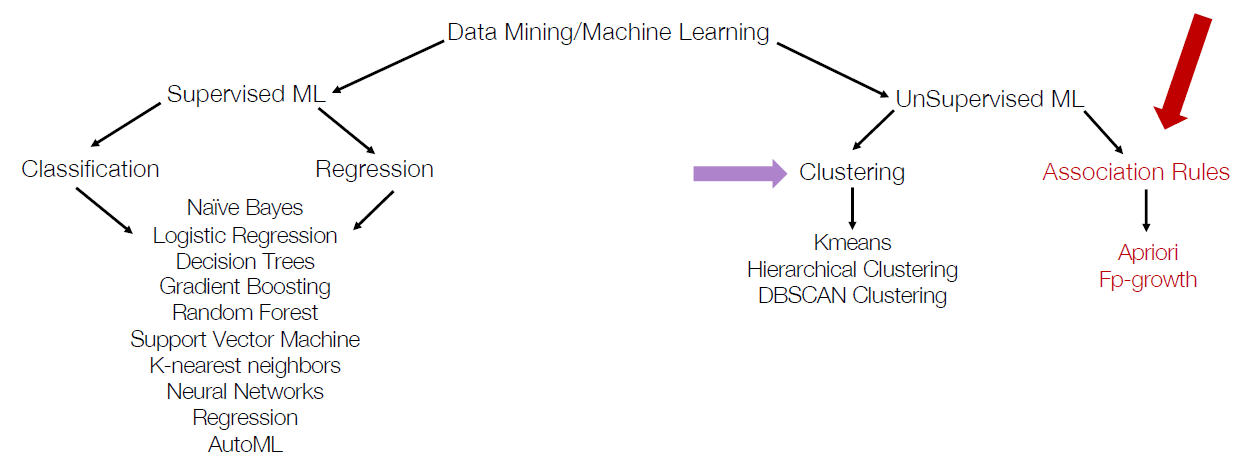 Data Mining/Machine Learning
Supervised ML
UnSupervised ML
Classification
Regression
Clustering
Association Rules
Naïve Bayes
Logistic Regression
Decision Trees
Gradient Boosting
Random Forest
Support Vector Machine
K-nearest neighbors
Neural Networks
Regression
AutoML
Kmeans
Hierarchical Clustering
DBSCAN Clustering
Apriori
Fp-growth